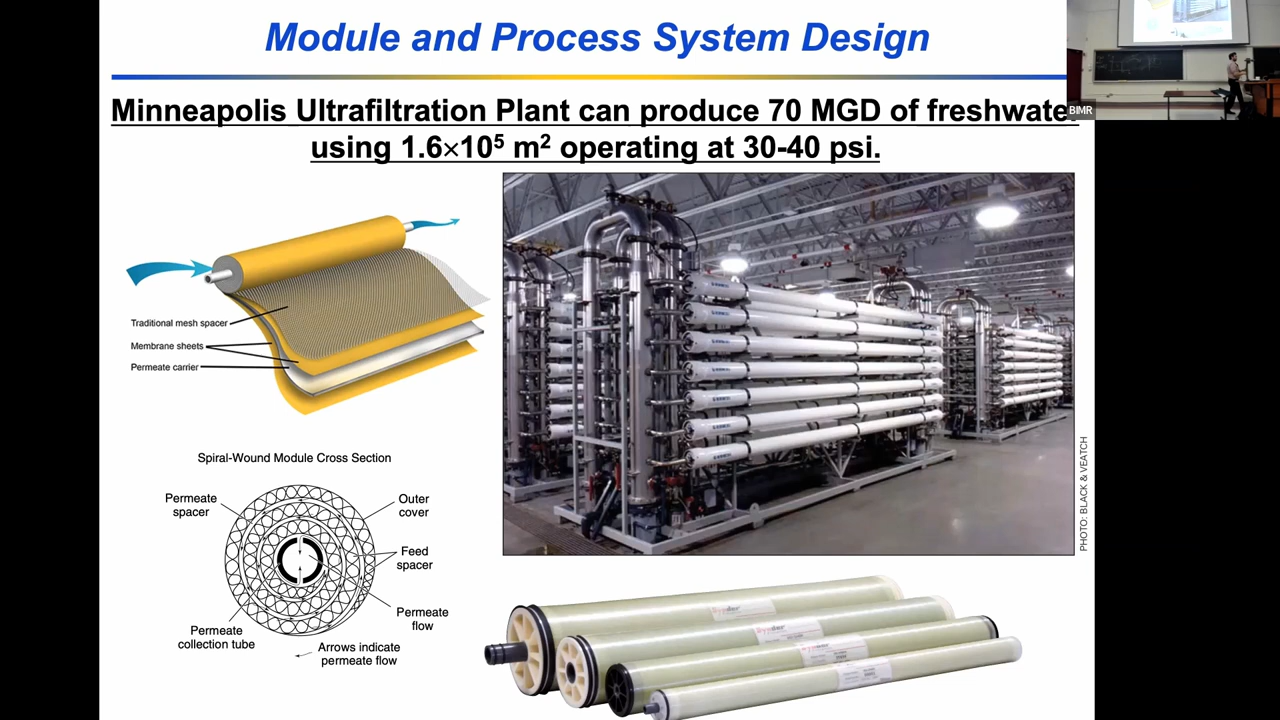 Module and Process System Design
Minneapolis Ultrafiltration Plant can produce 70 MGD of freshwater
using 1.6×10⁵ m² operating at 30-40 psi.
BIMR
Traditional mesh spacer
Membrane sheets
Permeate carrier
PHOTO: BLACK & VEATCH
Spiral-Wound Module Cross Section
Permeate
spacer
Outer
cover
Feed
spacer
Permeate
flow
Permeate
collection tube
Arrows indicate
permeate flow